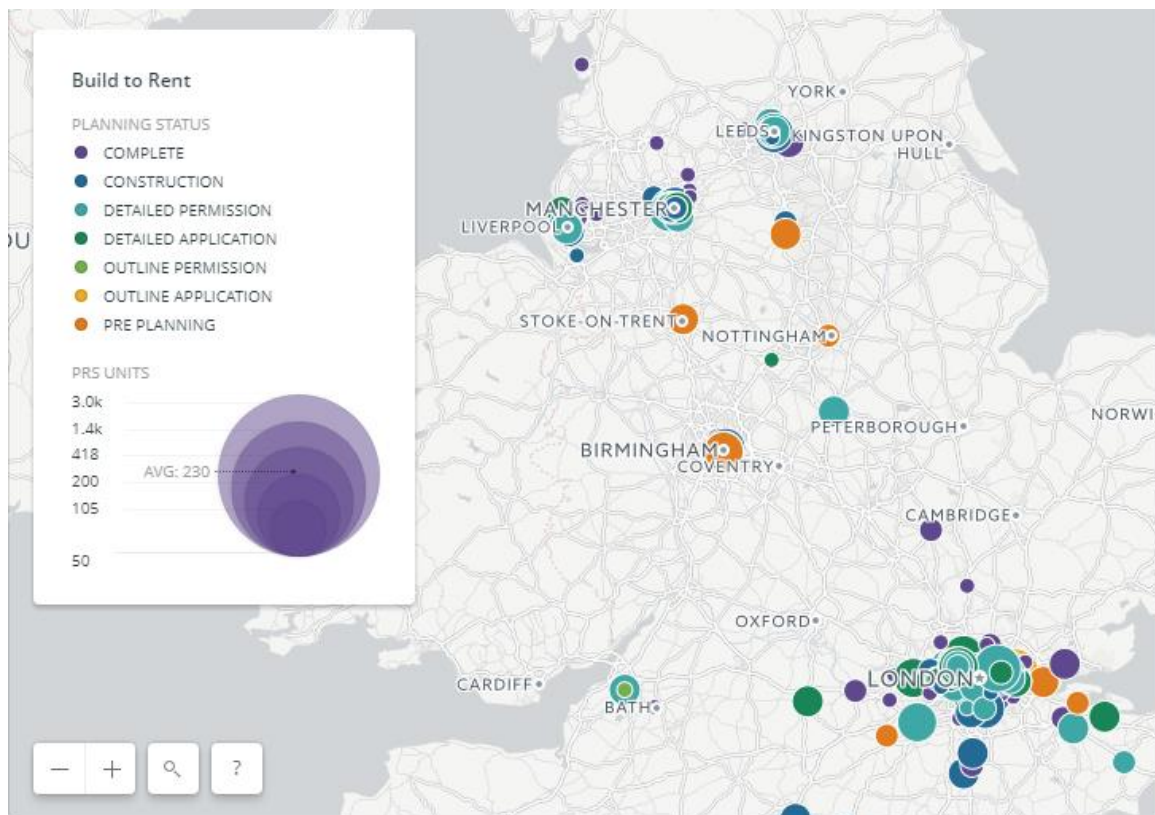 Build to Rent
PLANNING STATUS
COMPLETE
CONSTRUCTION
DETAILED PERMISSION
DETAILED APPLICATION
OUTLINE PERMISSION
OUTLINE APPLICATION
PRE PLANNING
PRS UNITS
3.0k
1.4k
418
AVG: 230
200
105
50
YORK
LEEDS
KINGSTON UPON
HULL
MANCHESTER
LIVERPOOL
STOKE-ON-TRENT
NOTTINGHAM
PETERBOROUGH
NORWI
BIRMINGHAM
COVENTRY
CAMBRIDGE
OXFORD
LONDON
CARDIFF
BATH
OU
− +
?